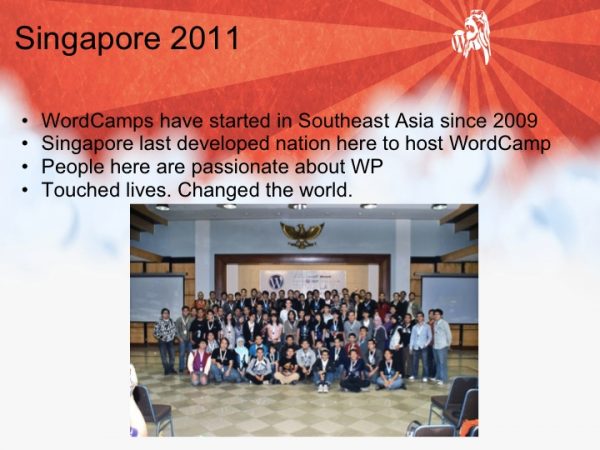 Singapore 2011
• WordCamps have started in Southeast Asia since 2009
• Singapore last developed nation here to host WordCamp
• People here are passionate about WP
• Touched lives. Changed the world.